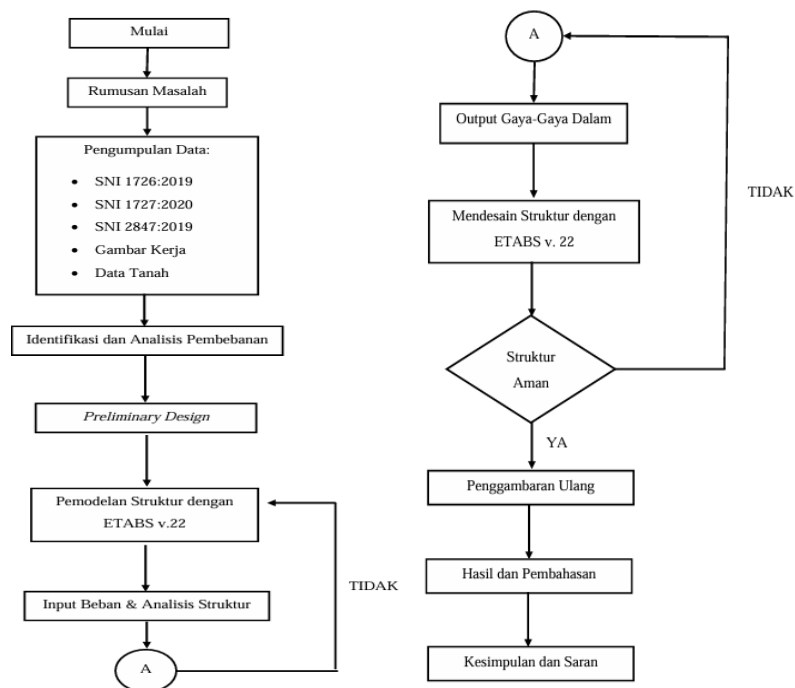 Mulai
Rumusan Masalah
Pengumpulan Data:
• SNI 1726:2019
• SNI 1727:2020
• SNI 2847:2019
• Gambar Kerja
• Data Tanah
Identifikasi dan Analisis Pembebanan
Preliminary Design
Pemodelan Struktur dengan
ETABS v.22
Input Beban & Analisis Struktur
A
TIDAK
A
Output Gaya-Gaya Dalam
Mendesain Struktur dengan
ETABS v. 22
Struktur
Aman
TIDAK
YA
Penggambaran Ulang
Hasil dan Pembahasan
Kesimpulan dan Saran